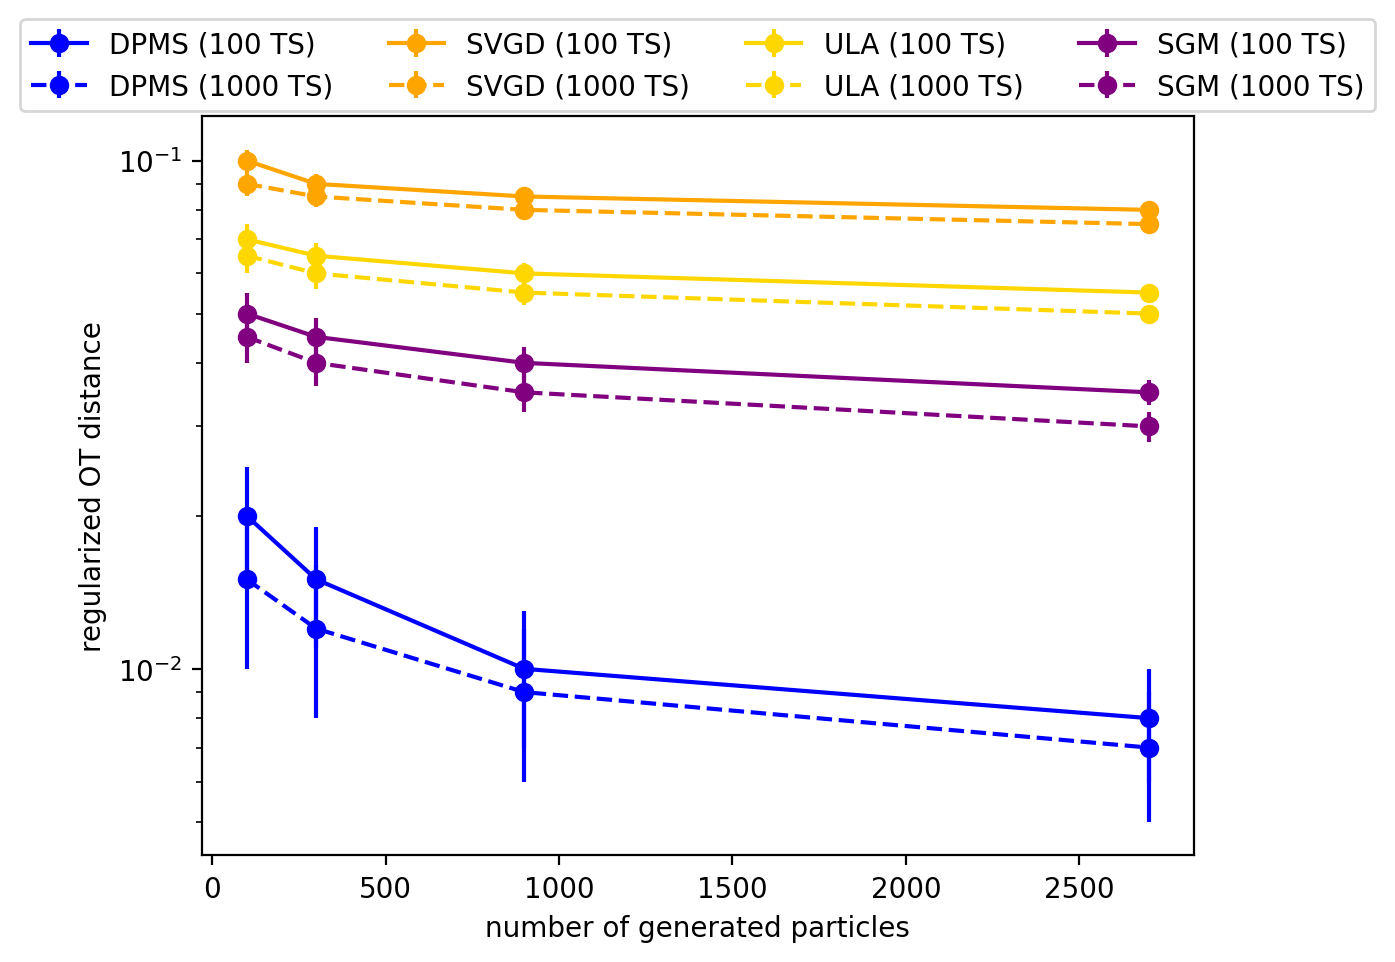 DPMS (100 TS) SVGD (100 TS) ULA (100 TS) SGM (100 TS)
DPMS (1000 TS) SVGD (1000 TS) ULA (1000 TS) SGM (1000 TS)
10⁻¹
10⁻²
regularized OT distance
0 500 1000 1500 2000 2500
number of generated particles